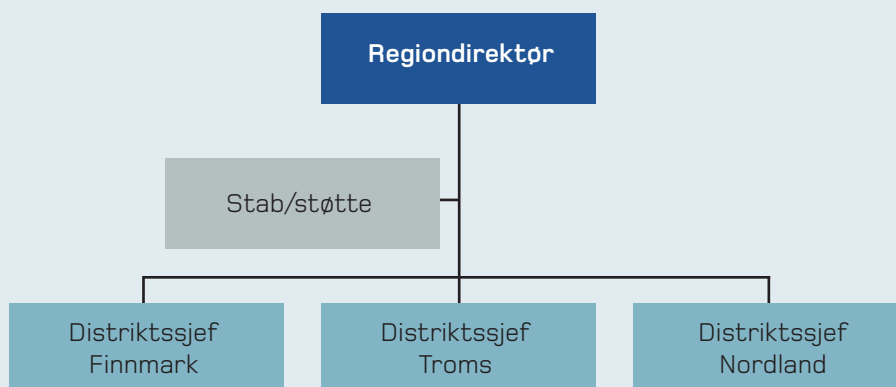 Regiondirektør
Stab/støtte
Distriktssjef
Finnmark
Distriktssjef
Troms
Distriktssjef
Nordland